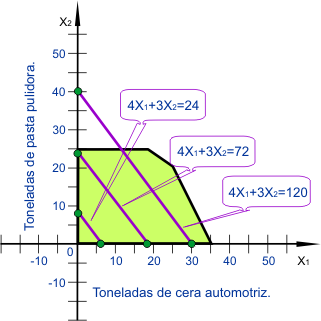 X2
50
40
30
20
10
0
-10
10
20
30
40
50
X1
-10
4X1+3X2=24
4X1+3X2=72
4X1+3X2=120
Toneladas de pasta pulidora.
Toneladas de cera automotriz.